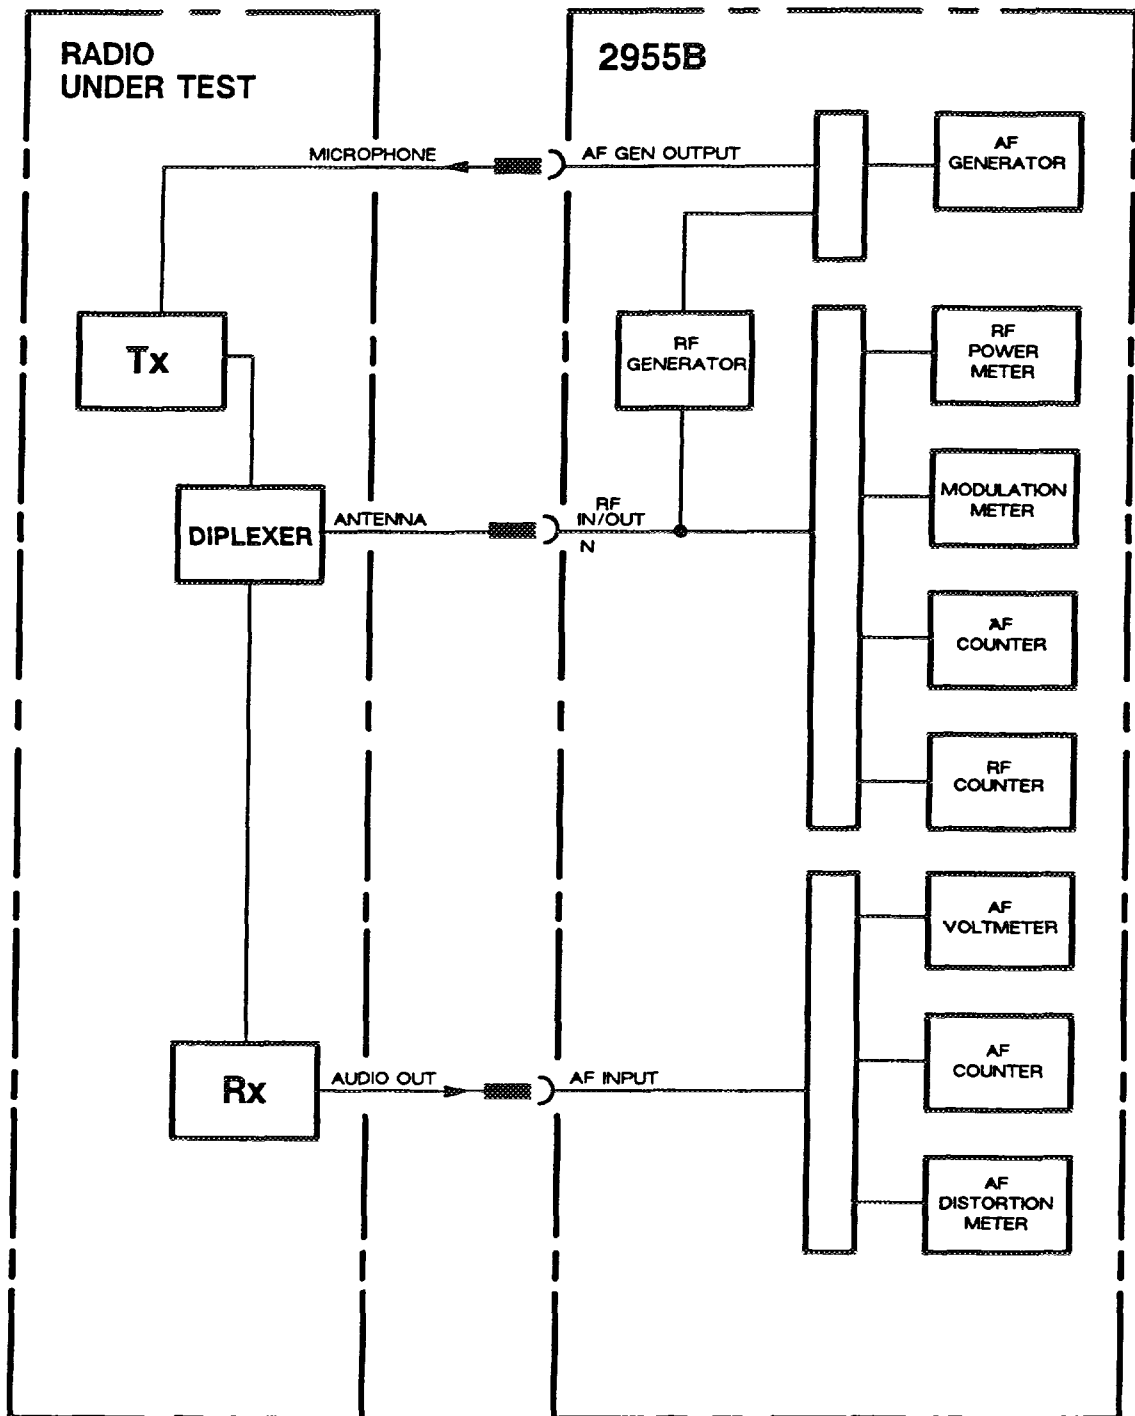 RADIO
UNDER TEST
2955B
MICROPHONE
AF GEN OUTPUT
AF
GENERATOR
Tx
RF
GENERATOR
RF
POWER
METER
MODULATION
METER
DIPLEXER
ANTENNA
RF
IN/OUT
N
AF
COUNTER
RF
COUNTER
AF
VOLTMETER
Rx
AUDIO OUT
AF INPUT
AF
COUNTER
AF
DISTORTION
METER